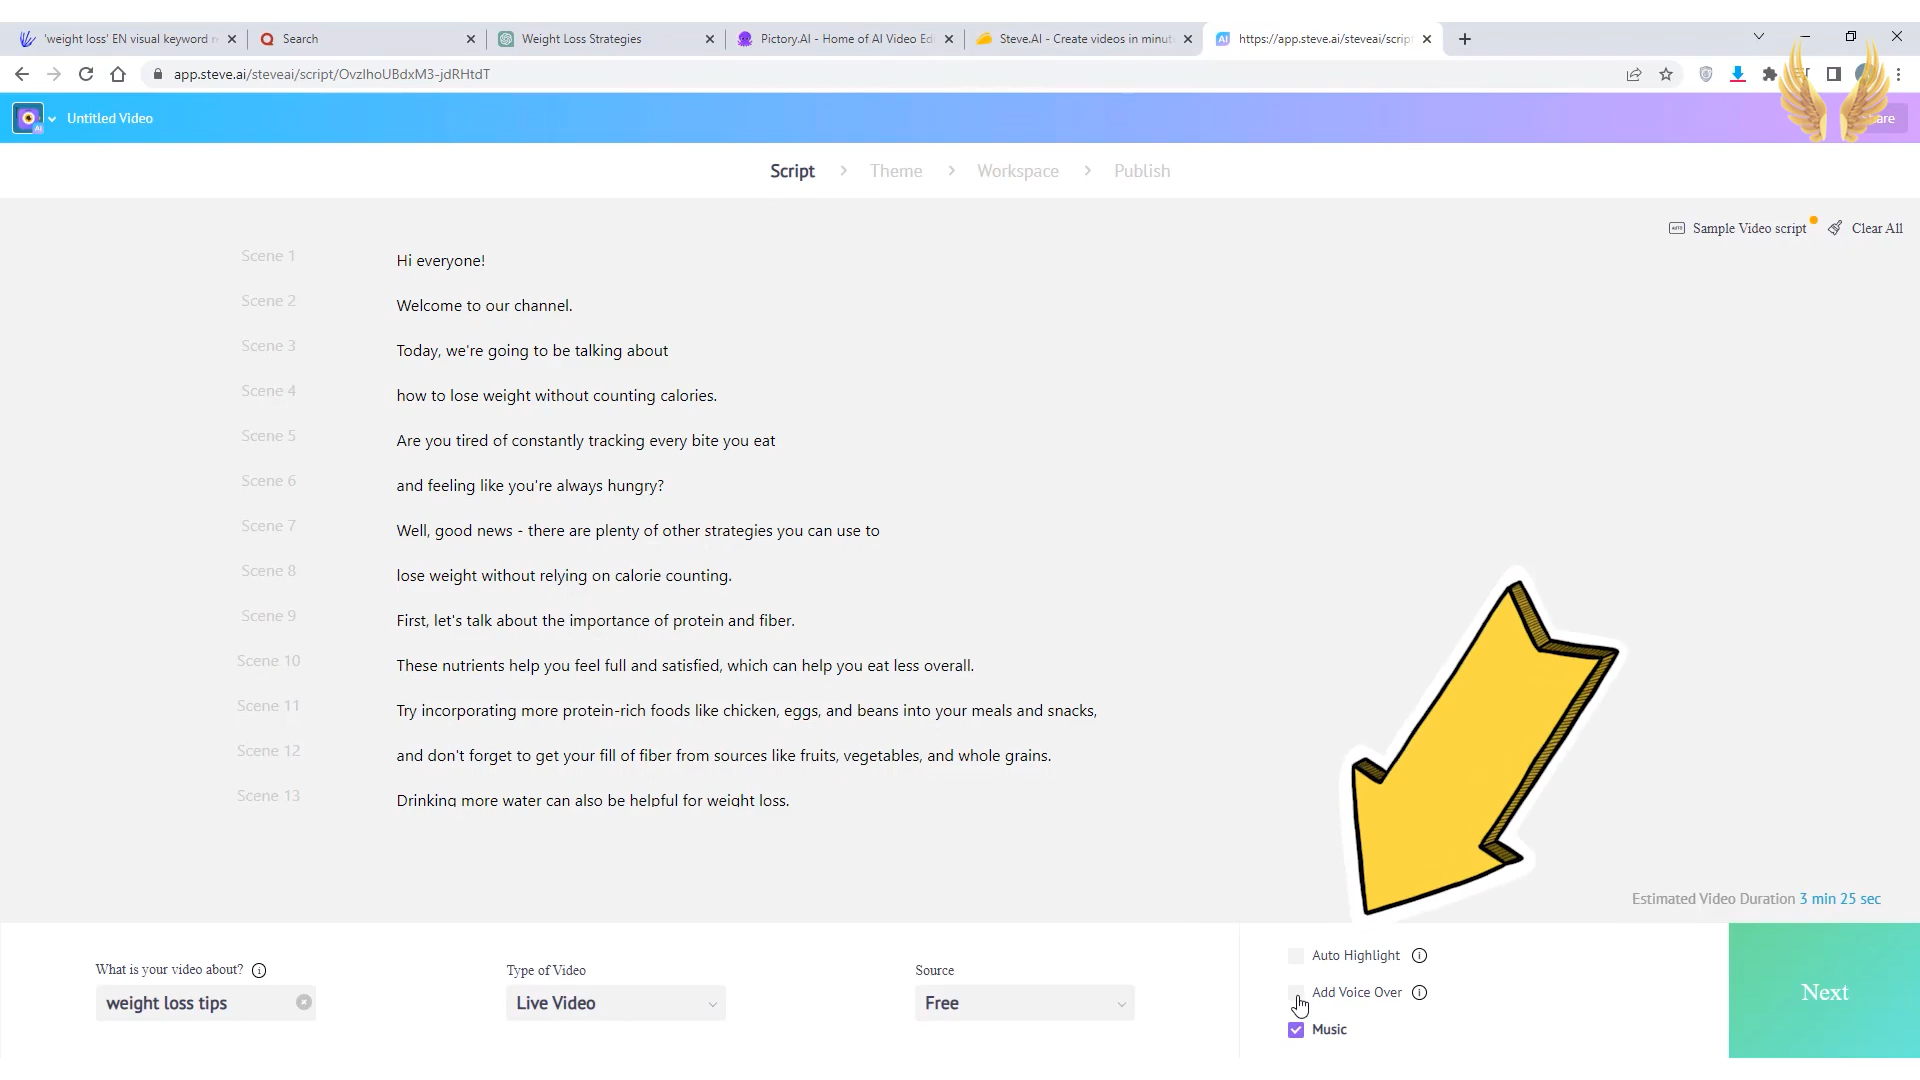 'weight loss' EN visual keyword r
Search
Weight Loss Strategies
Pictory.AI - Home of AI Video Edi
Steve.AI - Create videos in minut
https://app.steve.ai/steveai/script
app.steve.ai/steveai/script/OvzIhoUBdxM3-jdRHtdT
Untitled Video
are
Script
Theme
Workspace
Publish
Sample Video script
Clear All
Scene 1
Hi everyone!
Scene 2
Welcome to our channel.
Scene 3
Today, we're going to be talking about
Scene 4
how to lose weight without counting calories.
Scene 5
Are you tired of constantly tracking every bite you eat
Scene 6
and feeling like you're always hungry?
Scene 7
Well, good news - there are plenty of other strategies you can use to
Scene 8
lose weight without relying on calorie counting.
Scene 9
First, let's talk about the importance of protein and fiber.
Scene 10
These nutrients help you feel full and satisfied, which can help you eat less overall.
Scene 11
Try incorporating more protein-rich foods like chicken, eggs, and beans into your meals and snacks,
Scene 12
and don't forget to get your fill of fiber from sources like fruits, vegetables, and whole grains.
Scene 13
Drinking more water can also be helpful for weight loss.
Estimated Video Duration 3 min 25 sec
What is your video about?
weight loss tips
Type of Video
Live Video
Source
Free
Auto Highlight
Add Voice Over
Music
Next